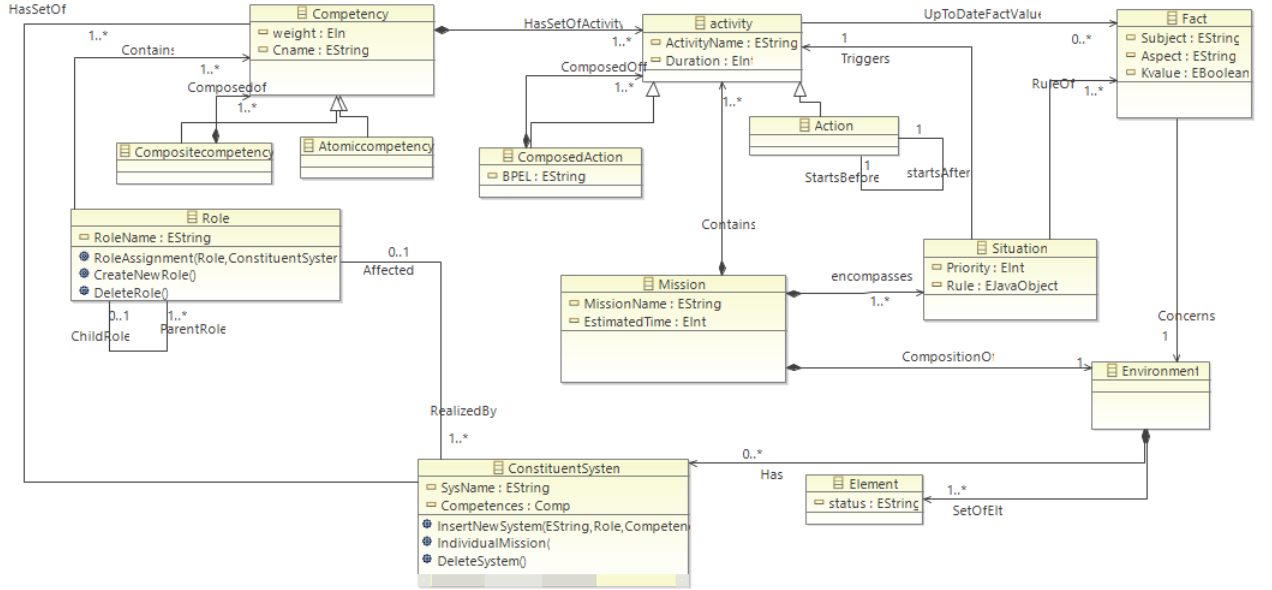 HasSetOf
1..*
Competency
weight : EIn
Cname : EString
HasSetOfActivity
1..*
activity
ActivityName : EString
Duration : EInt
UpToDateFactValue
0..*
Fact
Subject : EString
Aspect : EString
Kvalue : EBoolean
Contains
1..*
Composedof
1..*
ComposedOff
1..*
1..*
1
Triggers
RuleOf
1..*
Compositecompetency
Atomiccompetency
ComposedAction
BPEL : EString
Action
1
1
StartsBefore
startsAfter
Role
RoleName : EString
RoleAssignment(Role,ConstituentSyster
CreateNewRole()
DeleteRole()
0..1
Affected
0..1
ChildRole
1..*
ParentRole
Contains
Mission
MissionName : EString
EstimatedTime : EInt
encompasses
1..*
Situation
Priority : EInt
Rule : EJavaObject
Concerns
1
CompositionOf
1
Environment
RealizedBy
1..*
ConstituentSysten
SysName : EString
Competences : Comp
InsertNewSystem(EString,Role,Competen
IndividualMission(
DeleteSystem()
0..*
Has
Element
status : EString
1..*
SetOfElt